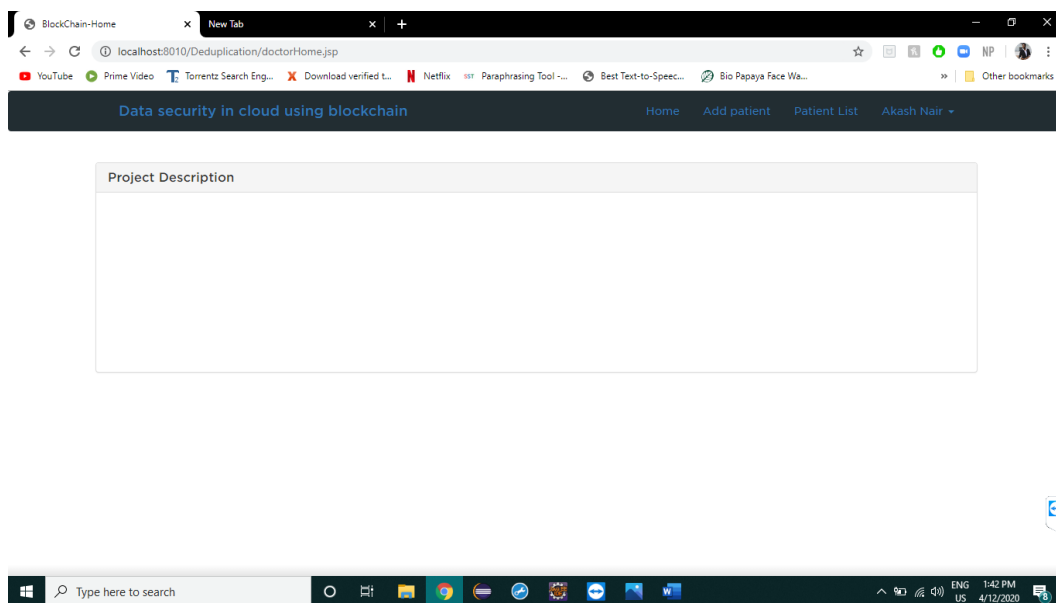 BlockChain-Home
New Tab
localhost:8010/Deduplication/doctorHome.jsp
NP
YouTube Prime Video Torrentz Search Eng... Download verified t... Netflix Paraphrasing Tool -... Best Text-to-Speec... Bio Papaya Face Wa... Other bookmarks
Data security in cloud using blockchain Home Add patient Patient List Akash Nair
Project Description
Type here to search
ENG 1:42 PM
US 4/12/2020
8